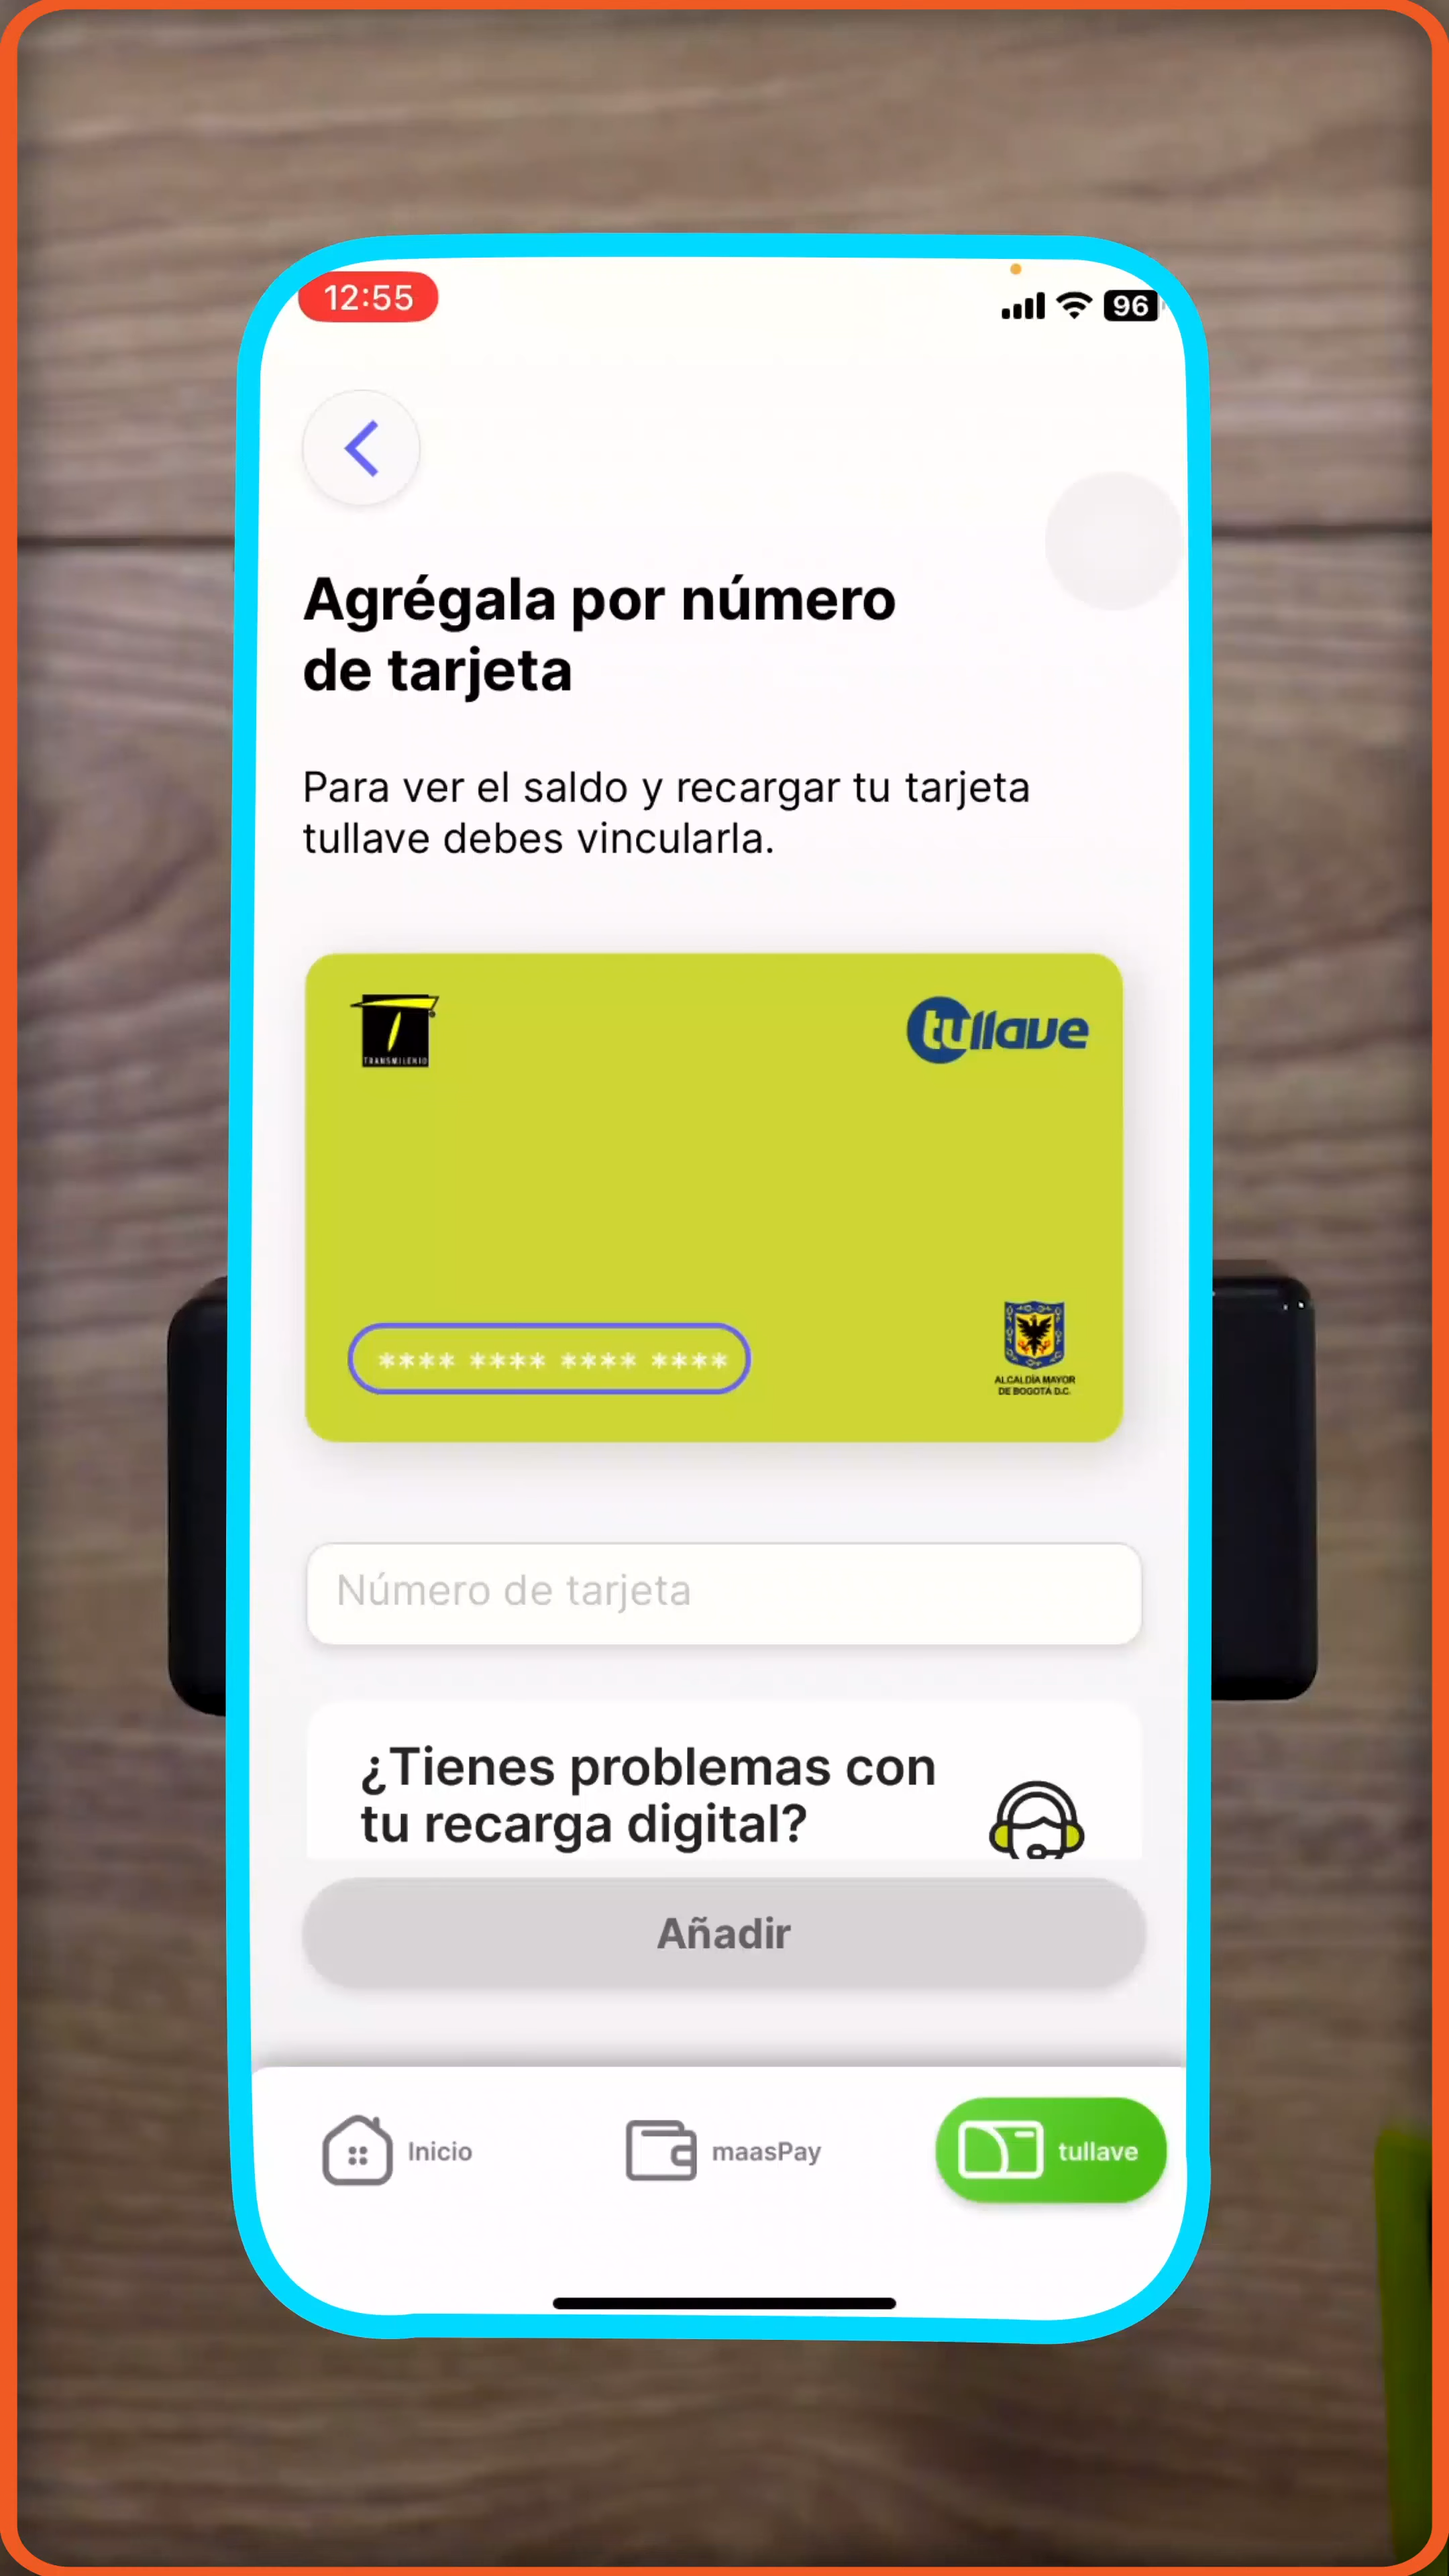 12:55
96
Agrégala por número
de tarjeta
Para ver el saldo y recargar tu tarjeta
tullave debes vincularla.
TRANSMILENIO
tullave
**** **** **** ****
ALCALDÍA MAYOR
DE BOGOTÁ D.C.
Número de tarjeta
¿Tienes problemas con
tu recarga digital?
Añadir
Inicio
maasPay
tullave